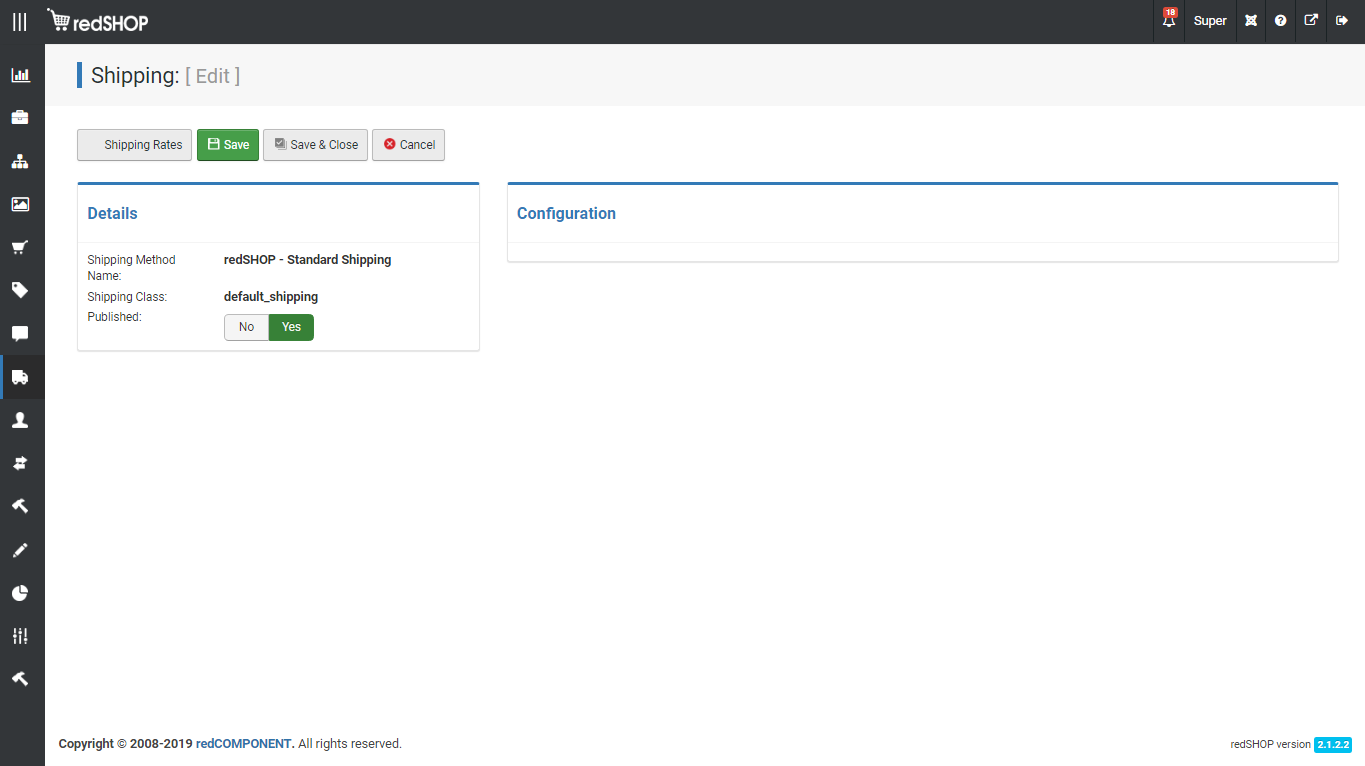 redSHOP
18
Super
Shipping: [ Edit ]
Shipping Rates
Save
Save & Close
Cancel
Details
Configuration
Shipping Method Name:
redSHOP - Standard Shipping
Shipping Class:
default_shipping
Published:
No
Yes
Copyright © 2008-2019 redCOMPONENT. All rights reserved.
redSHOP version 2.1.2.2